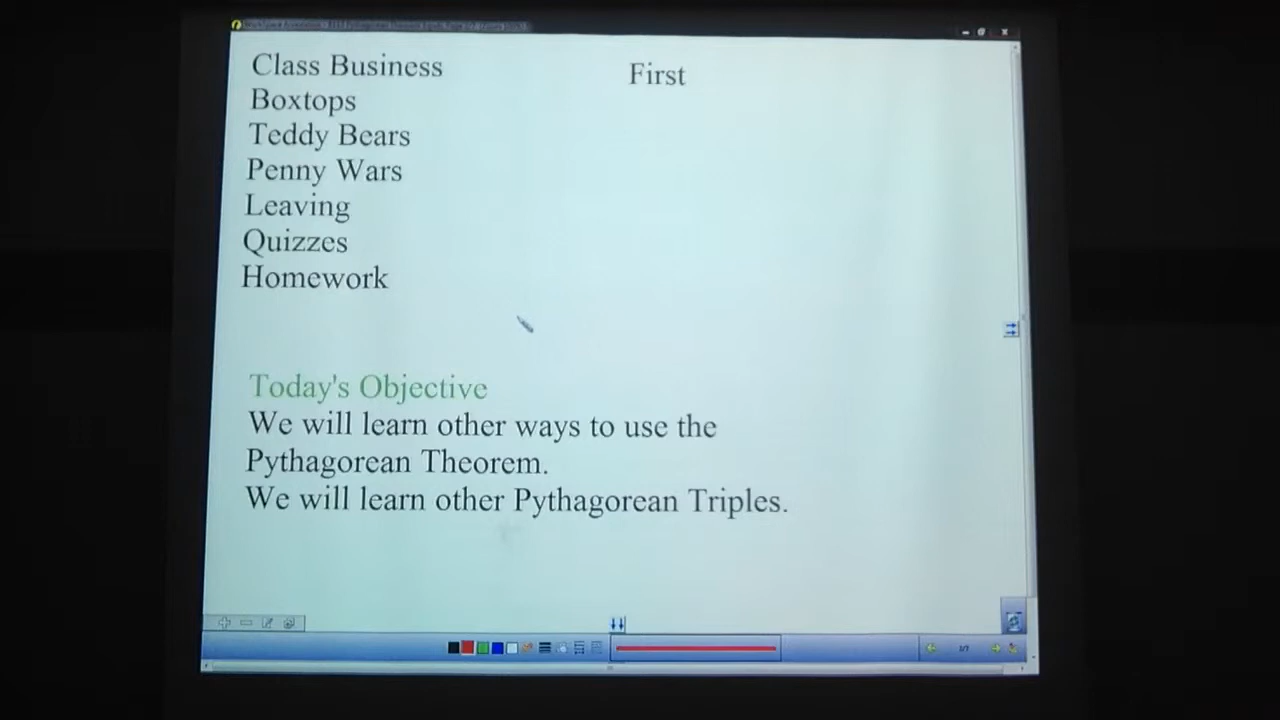 Class Business
First
Boxtops
Teddy Bears
Penny Wars
Leaving
Quizzes
Homework
Today's Objective
We will learn other ways to use the
Pythagorean Theorem.
We will learn other Pythagorean Triples.